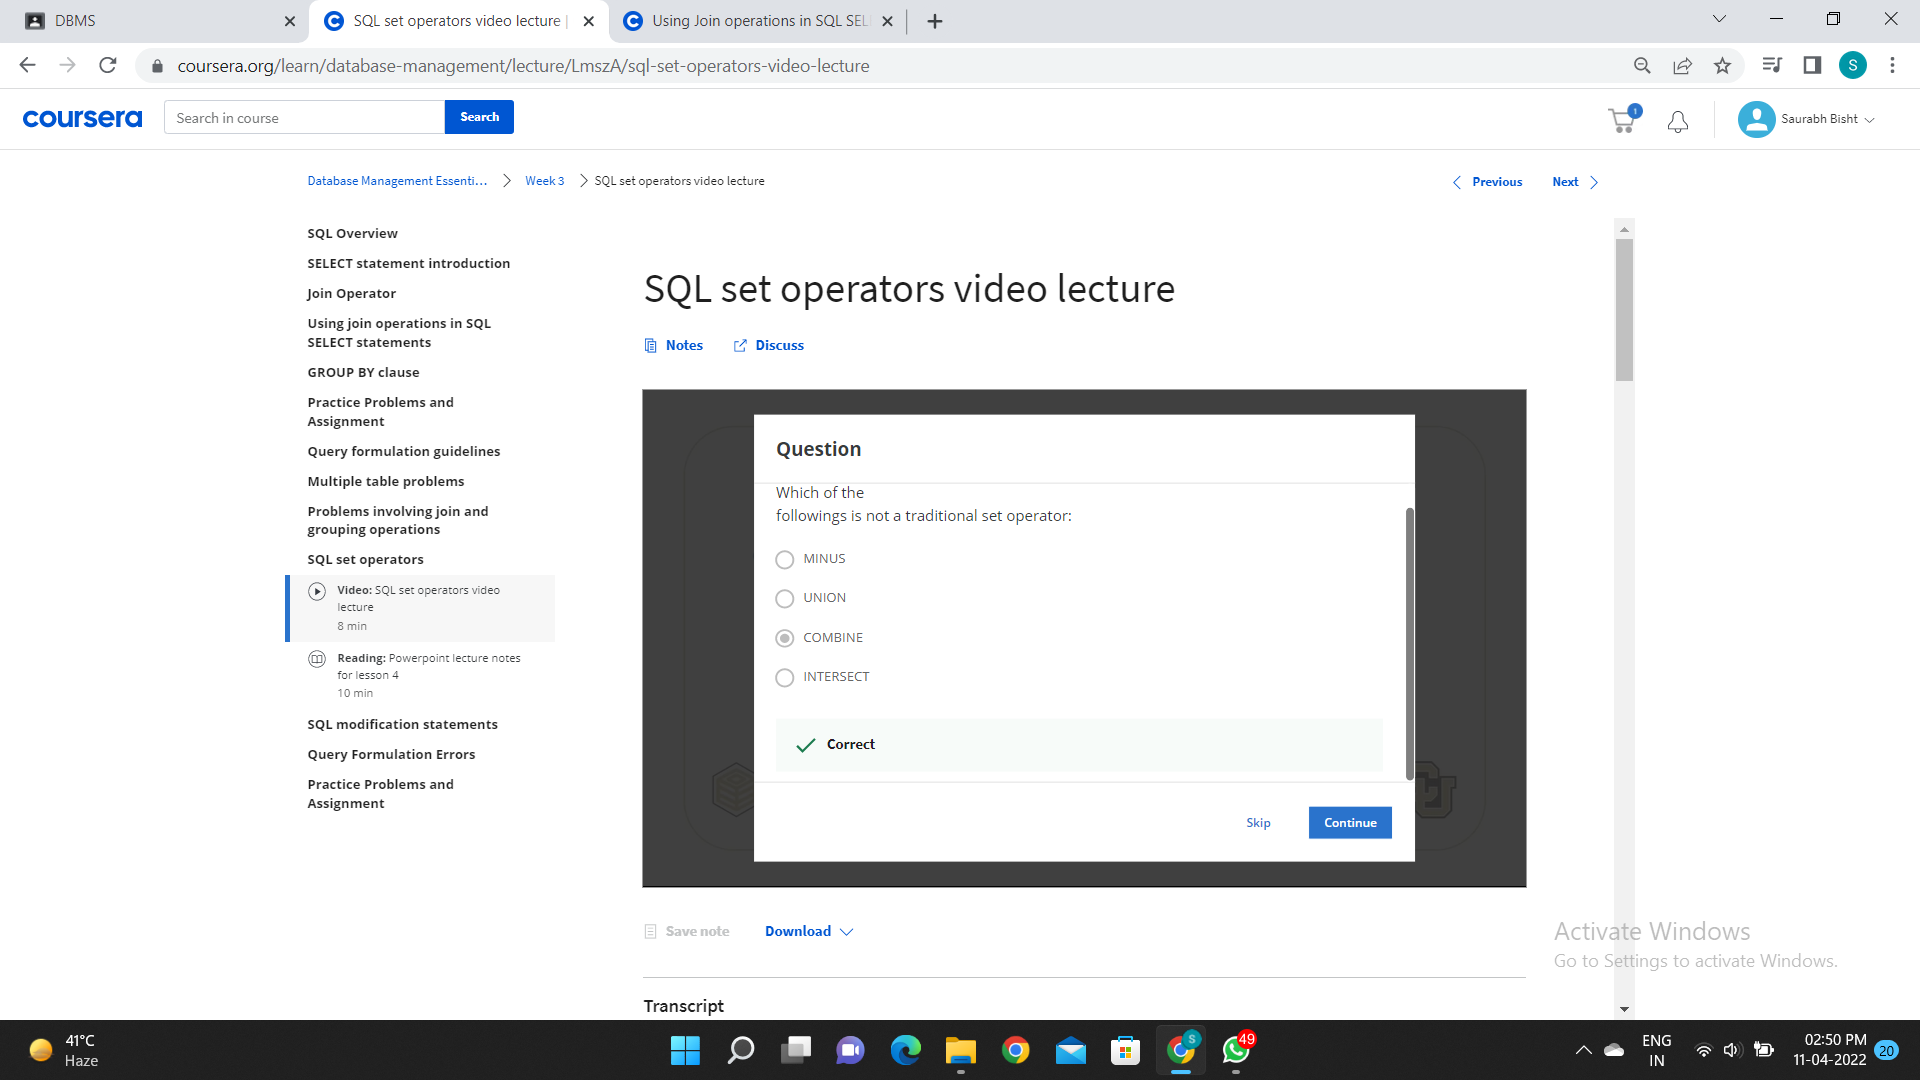 DBMS
SQL set operators video lecture |
Using Join operations in SQL SEL
coursera.org/learn/database-management/lecture/LmszA/sql-set-operators-video-lecture
S
coursera
Search in course
Search
1
Saurabh Bisht
Database Management Essenti...
Week 3
SQL set operators video lecture
Previous
Next
SQL Overview
SELECT statement introduction
Join Operator
Using join operations in SQL
SELECT statements
GROUP BY clause
Practice Problems and
Assignment
Query formulation guidelines
Multiple table problems
Problems involving join and
grouping operations
SQL set operators
Video: SQL set operators video
lecture
8 min
Reading: Powerpoint lecture notes
for lesson 4
10 min
SQL modification statements
Query Formulation Errors
Practice Problems and
Assignment
SQL set operators video lecture
Notes
Discuss
Question
Which of the
followings is not a traditional set operator:
MINUS
UNION
COMBINE
INTERSECT
Correct
Skip
Continue
Save note
Download
Transcript
Activate Windows
Go to Settings to activate Windows.
41°C
Haze
S
49
ENG
IN
02:50 PM
11-04-2022
20